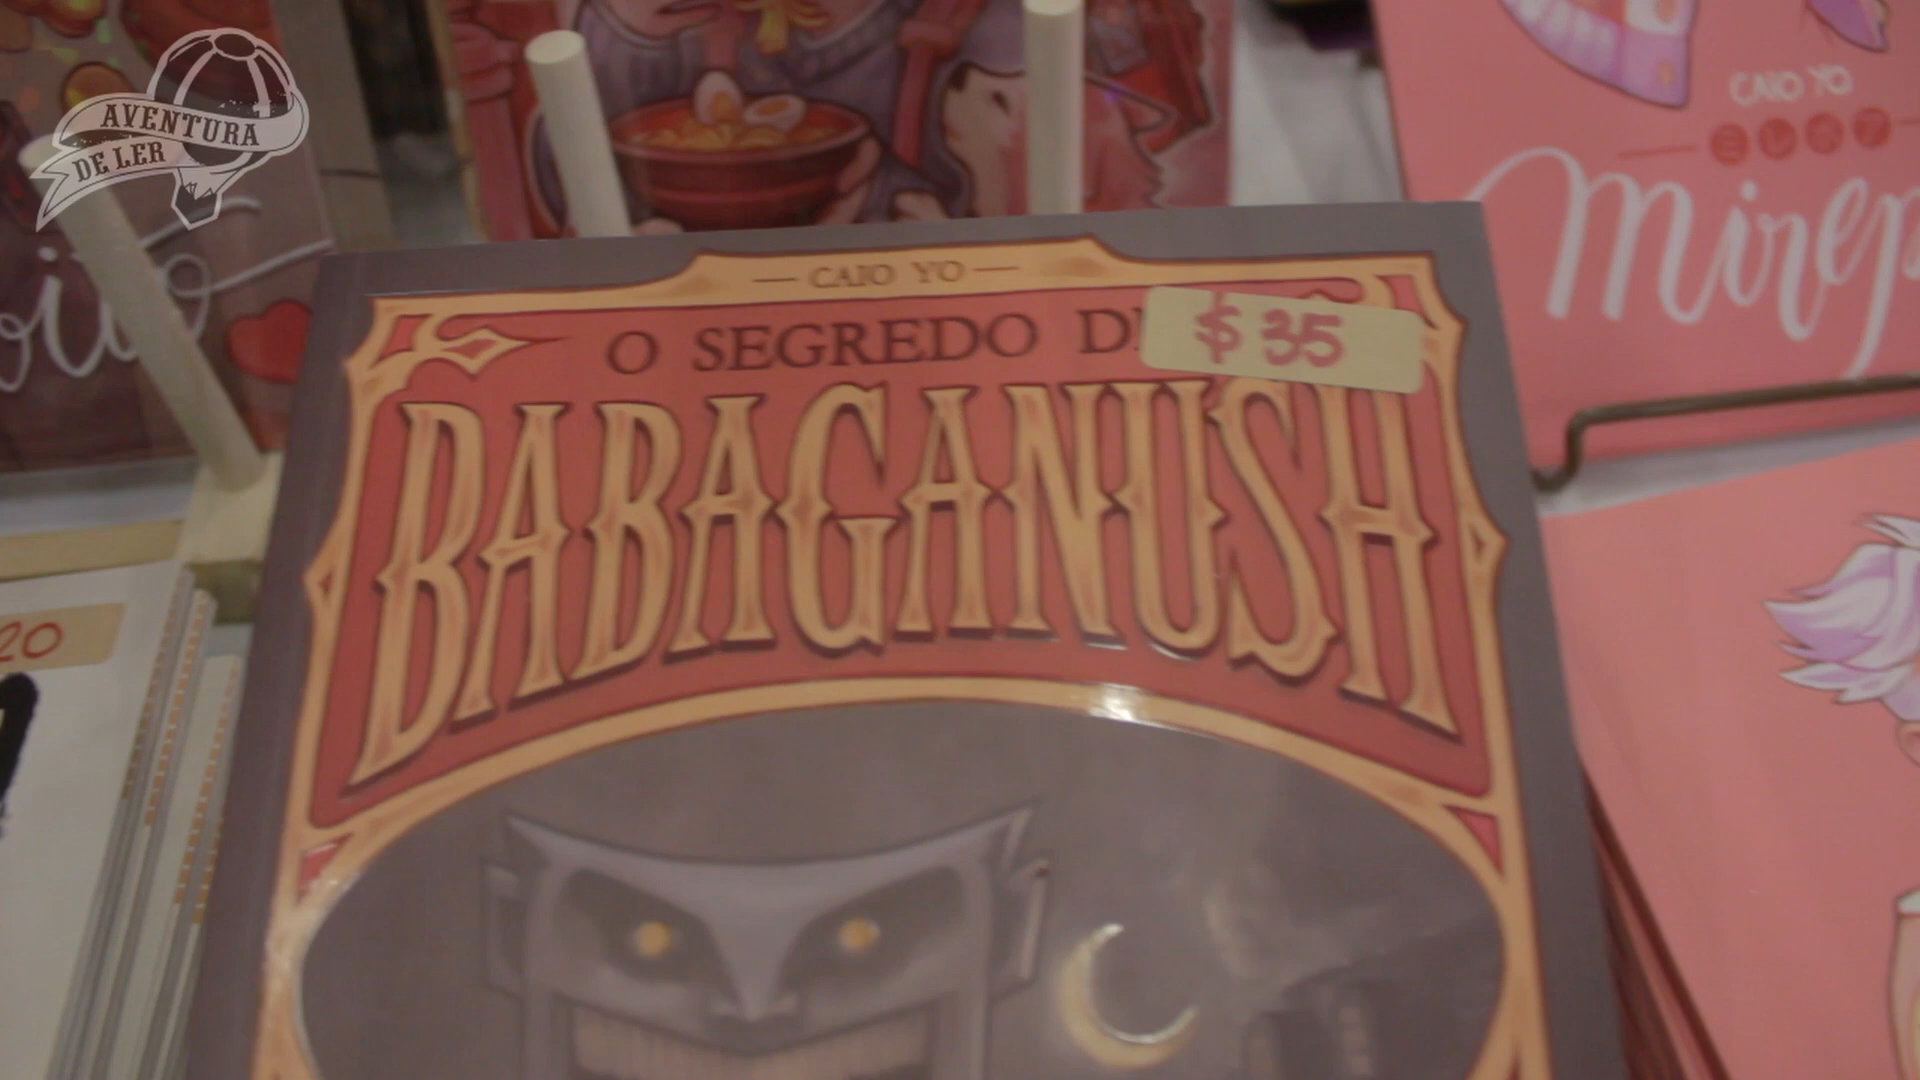 AVENTURA
DE LER
CAIO YO
O SEGREDO
$35
BABAGANUSH
CAIO YO
20